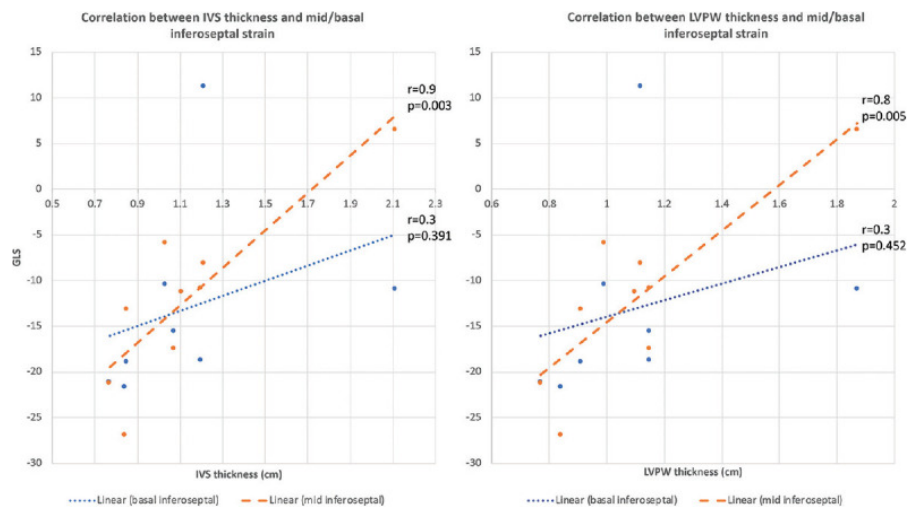 Correlation between IVS thickness and mid/basal
inferoseptal strain
15
10
5
0
-5
-10
-15
-20
-25
-30
GLS
0.5
0.7
0.9
1.1
1.3
1.5
1.7
1.9
2.1
2.3
r=0.9
p=0.003
r=0.3
p=0.391
IVS thickness (cm)
Linear (basal inferoseptal)
Linear (mid inferoseptal)
Correlation between LVPW thickness and mid/basal
inferoseptal strain
15
10
5
0
-5
-10
-15
-20
-25
-30
0.6
0.8
1
1.2
1.4
1.6
1.8
2
r=0.8
p=0.005
r=0.3
p=0.452
LVPW thickness (cm)
Linear (basal inferoseptal)
Linear (mid inferoseptal)